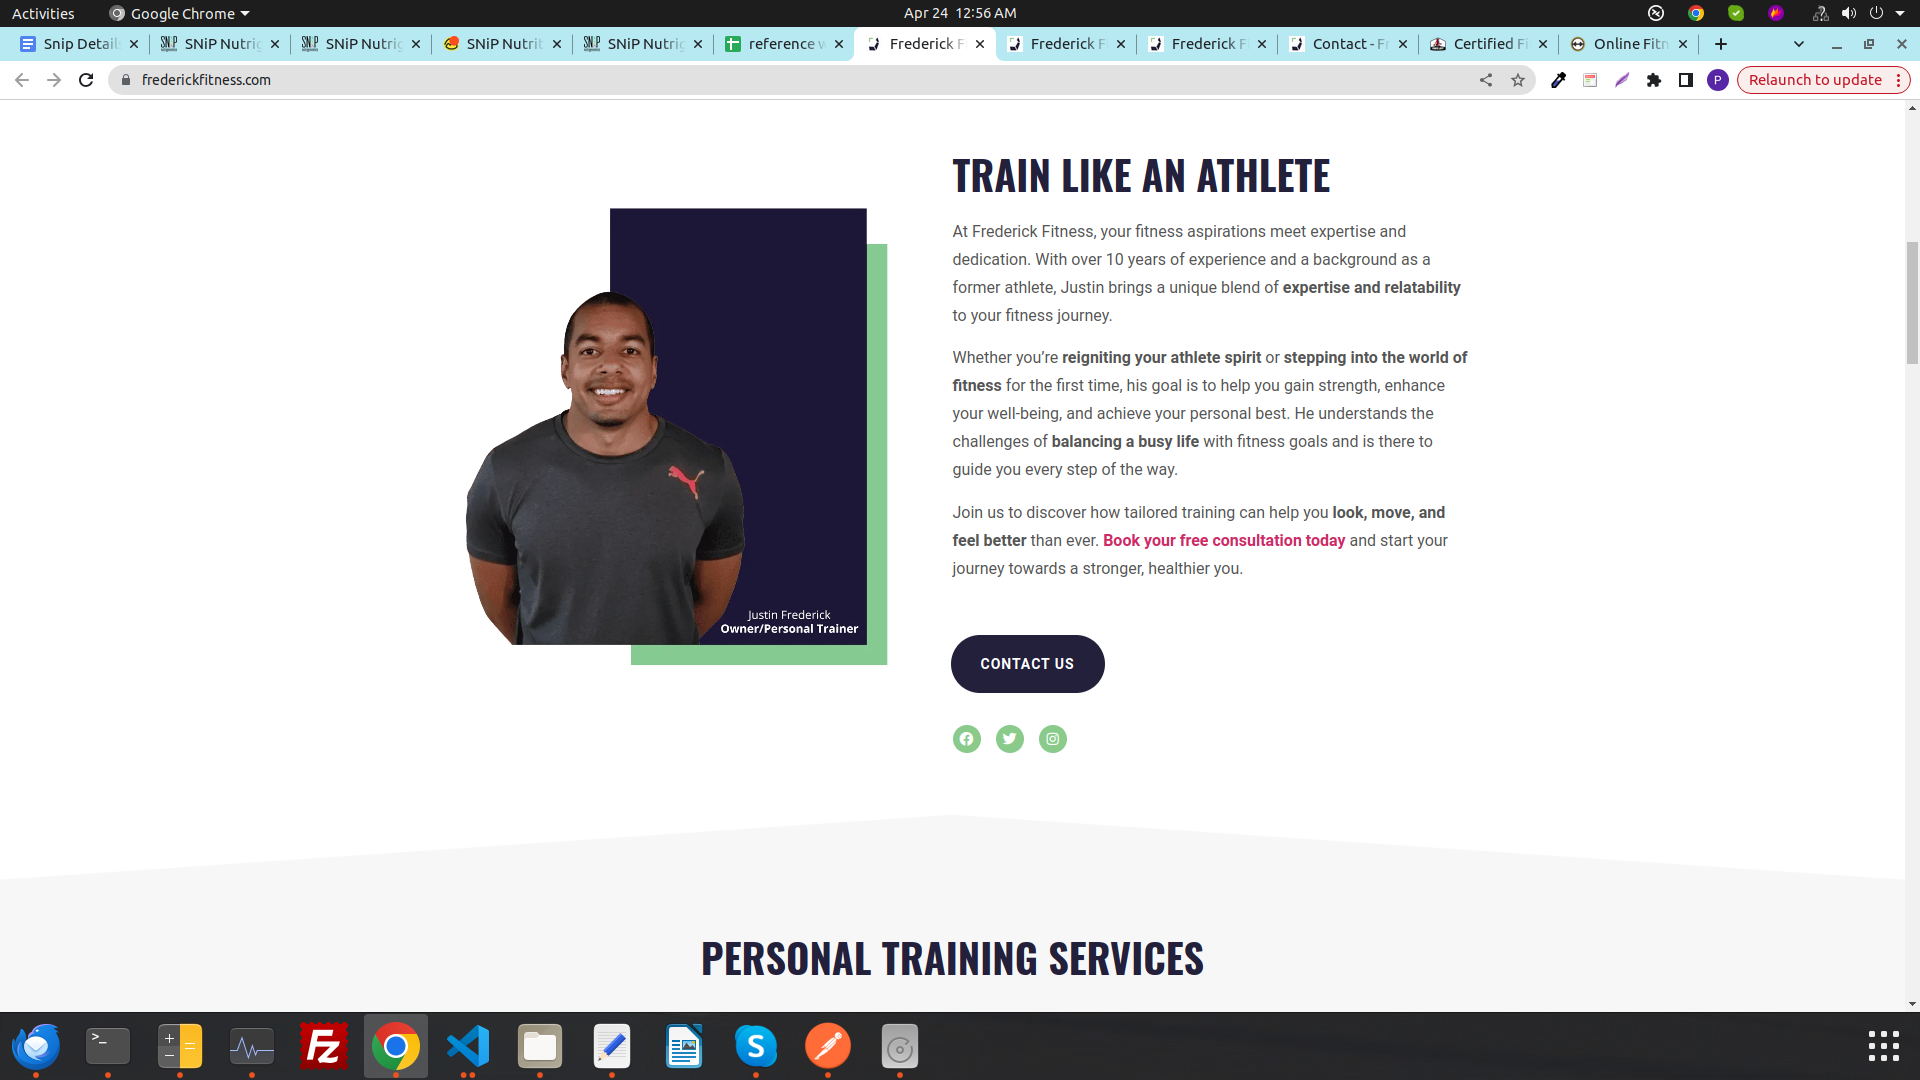 Activities
Google Chrome
Apr 24 12:56 AM
Snip Detail
SNiP Nutrig
SNiP Nutrig
SNiP Nutrit
SNiP Nutrig
reference w
Frederick F
Frederick F
Frederick F
Contact - Fr
Certified Fi
Online Fitn
frederickfitness.com
P
Relaunch to update
TRAIN LIKE AN ATHLETE
At Frederick Fitness, your fitness aspirations meet expertise and
dedication. With over 10 years of experience and a background as a
former athlete, Justin brings a unique blend of expertise and relatability
to your fitness journey.
Whether you’re reigniting your athlete spirit or stepping into the world of
fitness for the first time, his goal is to help you gain strength, enhance
your well-being, and achieve your personal best. He understands the
challenges of balancing a busy life with fitness goals and is there to
guide you every step of the way.
Join us to discover how tailored training can help you look, move, and
feel better than ever. Book your free consultation today and start your
journey towards a stronger, healthier you.
Justin Frederick
Owner/Personal Trainer
CONTACT US
PERSONAL TRAINING SERVICES